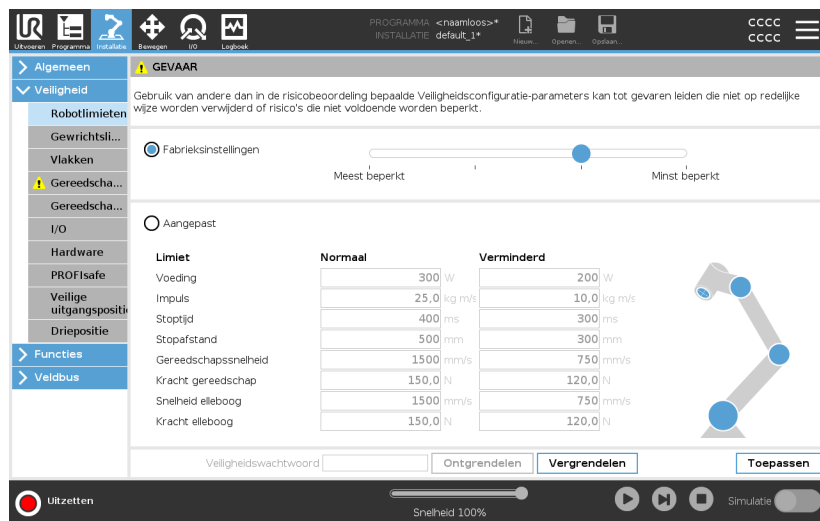 PROGRAMMA <naamloos>*
INSTALLATIE default_1*
cccc
cccc
Uitvoeren Programma Installatie Bewegen I/O Logboek Nieuw... Openen... Opslaan...
Algemeen
Veiligheid
Robotlimieten
Gewrichtsli...
Vlakken
Gereedscha...
Gereedscha...
I/O
Hardware
PROFIsafe
Veilige
uitgangspositi
Driepositie
Functies
Veldbus
GEVAAR
Gebruik van andere dan in de risicobeoordeling bepaalde Veiligheidsconfiguratie-parameters kan tot gevaren leiden die niet op redelijke
wijze worden verwijderd of risico's die niet voldoende worden beperkt.
Fabrieksinstellingen
Meest beperkt Minst beperkt
Aangepast
Limiet Normaal Verminderd
Voeding 300 W 200 W
Impuls 25,0 kg m/s 10,0 kg m/s
Stoptijd 400 ms 300 ms
Stopafstand 500 mm 300 mm
Gereedschapssnelheid 1500 mm/s 750 mm/s
Kracht gereedschap 150,0 N 120,0 N
Snelheid elleboog 1500 mm/s 750 mm/s
Kracht elleboog 150,0 N 120,0 N
Veiligheidswachtwoord Ontgrendelen Vergrendelen Toepassen
Uitzetten Snelheid 100% Simulatie